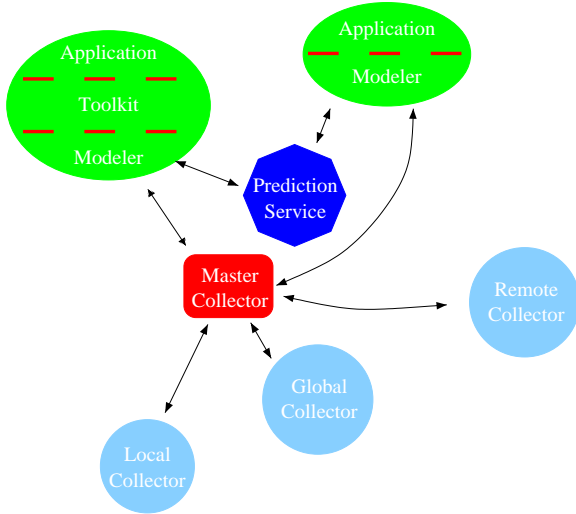 Application
Toolkit
Modeler
Application
Modeler
Prediction
Service
Master
Collector
Remote
Collector
Global
Collector
Local
Collector